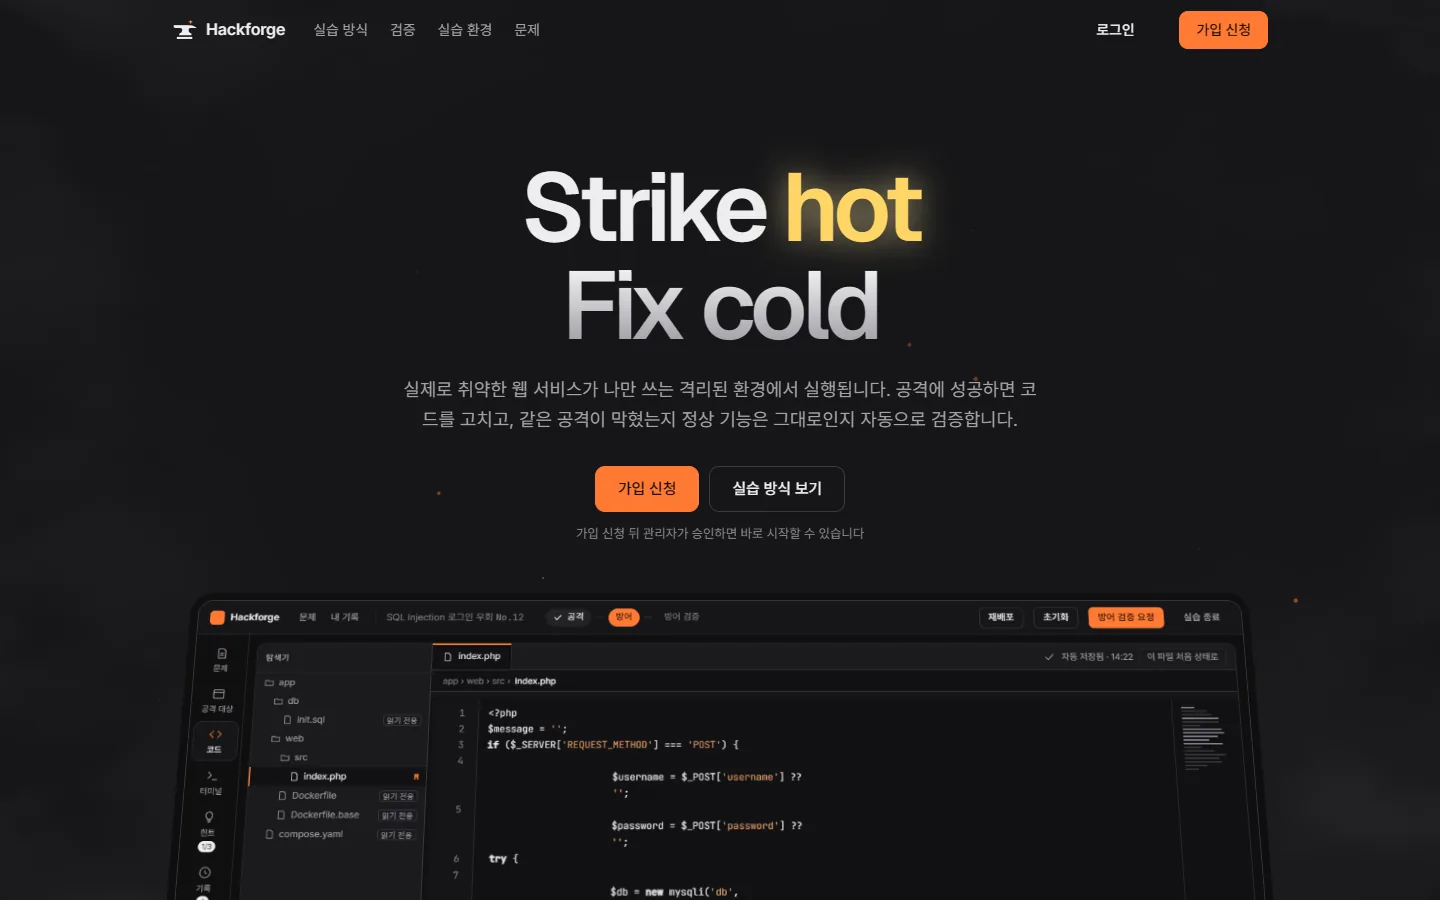 Hackforge 실습 방식 검증 실습 환경 문제 로그인 가입 신청
Strike hot
Fix cold
실제로 취약한 웹 서비스가 나만 쓰는 격리된 환경에서 실행됩니다. 공격에 성공하면 코
드를 고치고, 같은 공격이 막혔는지 정상 기능은 그대로인지 자동으로 검증합니다.
가입 신청 실습 방식 보기
가입 신청 뒤 관리자가 승인하면 바로 시작할 수 있습니다
Hackforge 문제 내 기록 SQL Injection 로그인 우회 No.12 공격 방어 방어 검증 재배포 초기화 방어 검증 요청 실습 종료
문제
공격 대상
코드
터미널
힌트
1/3
기록
탐색기
app
db
init.sql 읽기 전용
web
src
index.php M
Dockerfile 읽기 전용
Dockerfile.base 읽기 전용
compose.yaml 읽기 전용
index.php 자동 저장됨 · 14:22 이 파일 처음 상태로
app › web › src › index.php
1 <?php
2 $message = '';
3 if ($_SERVER['REQUEST_METHOD'] === 'POST') {
4
$username = $_POST['username'] ??
'';
5
$password = $_POST['password'] ??
'';
6 try {
7
$db = new mysqli('db',